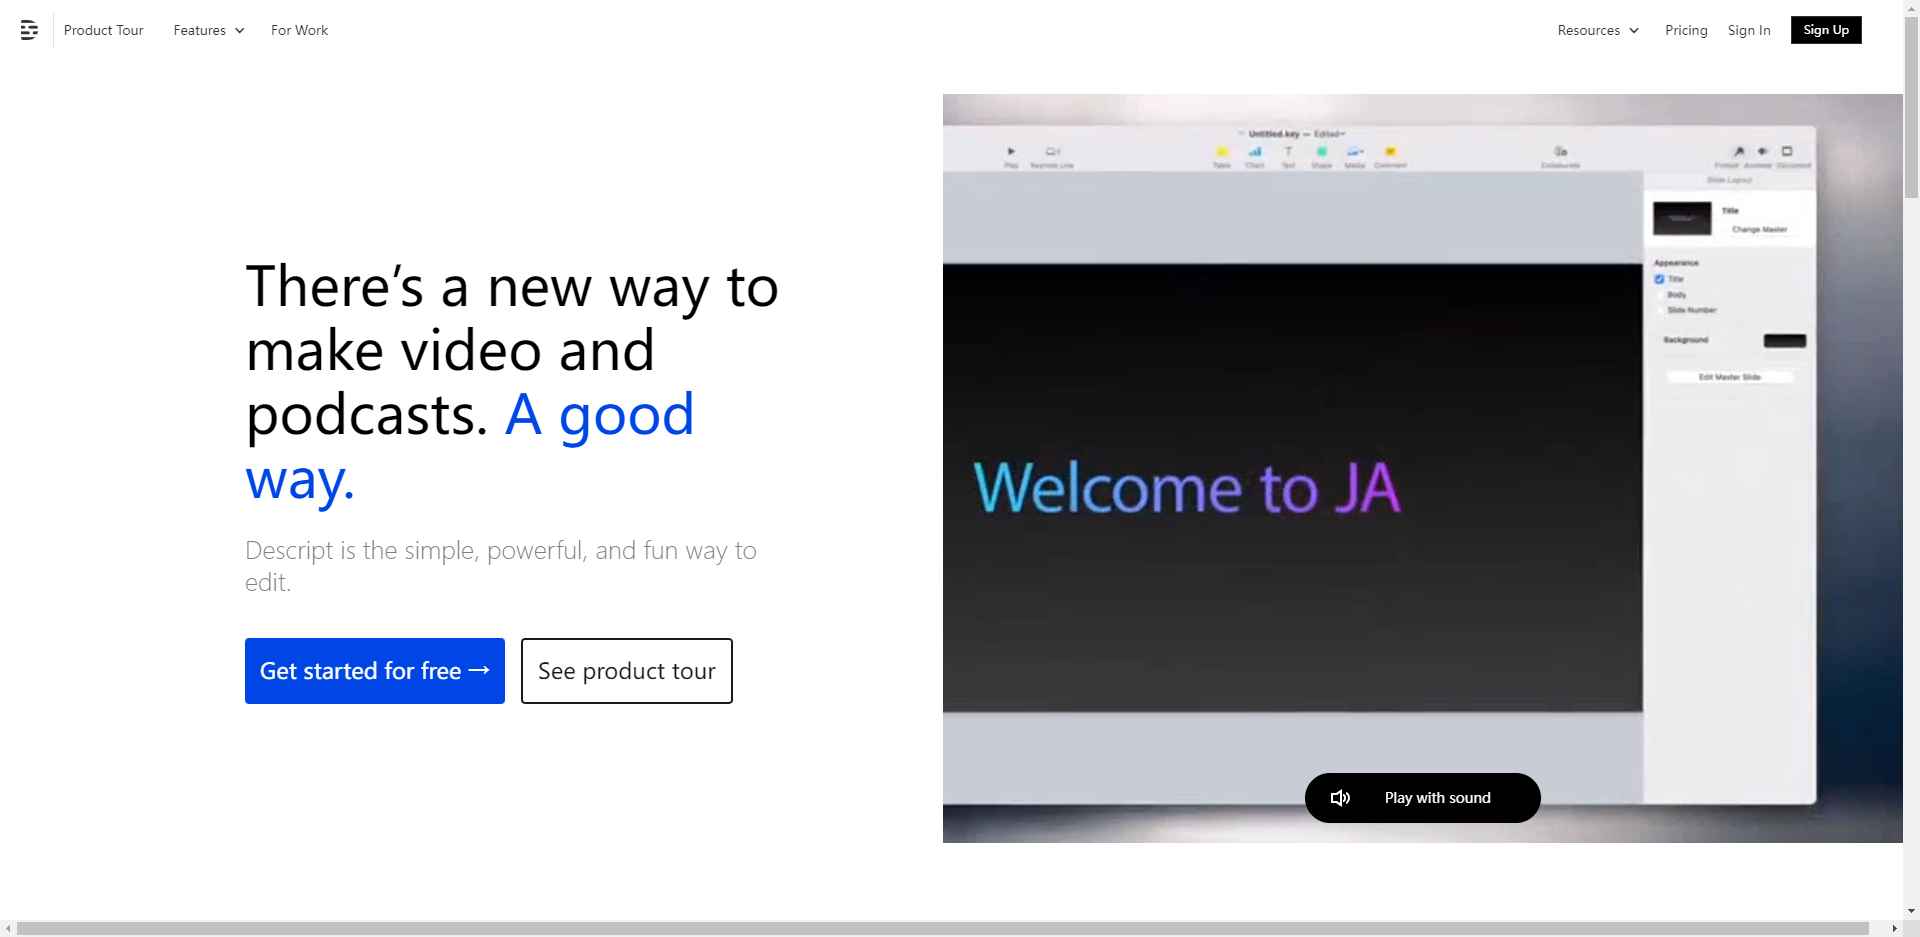 Product Tour
Features
For Work
Resources
Pricing
Sign In
Sign Up
There’s a new way to
make video and
podcasts. A good
way.
Descript is the simple, powerful, and fun way to
edit.
Get started for free →
See product tour
Untitled.key — Edited
Play
Keynote Live
Table
Chart
Text
Shape
Media
Comment
Collaborate
Format
Animate
Document
Slide Layout
Title
Change Master
Appearance
Title
Body
Slide Number
Background
Edit Master Slide
Welcome to JA
Play with sound